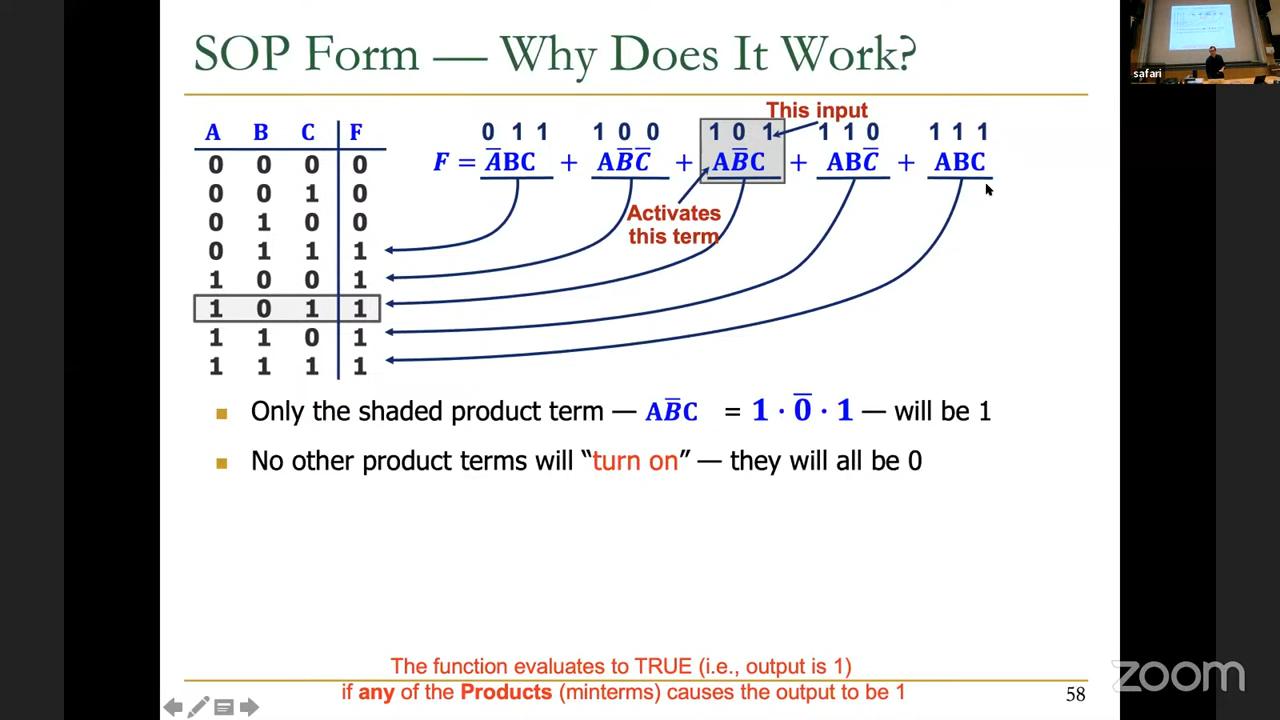 SOP Form — Why Does It Work?
safari
This input
A B C F
0 0 0 0
0 0 1 0
0 1 0 0
0 1 1 1
1 0 0 1
1 0 1 1
1 1 0 1
1 1 1 1
0 1 1 1 0 0 1 0 1 1 1 0 1 1 1
F = A̅BC + AB̅C̅ + AB̅C + ABC̅ + ABC
Activates
this term
■ Only the shaded product term — AB̅C = 1 · 0̅ · 1 — will be 1
■ No other product terms will “turn on” — they will all be 0
The function evaluates to TRUE (i.e., output is 1)
if any of the Products (minterms) causes the output to be 1
58
zoom